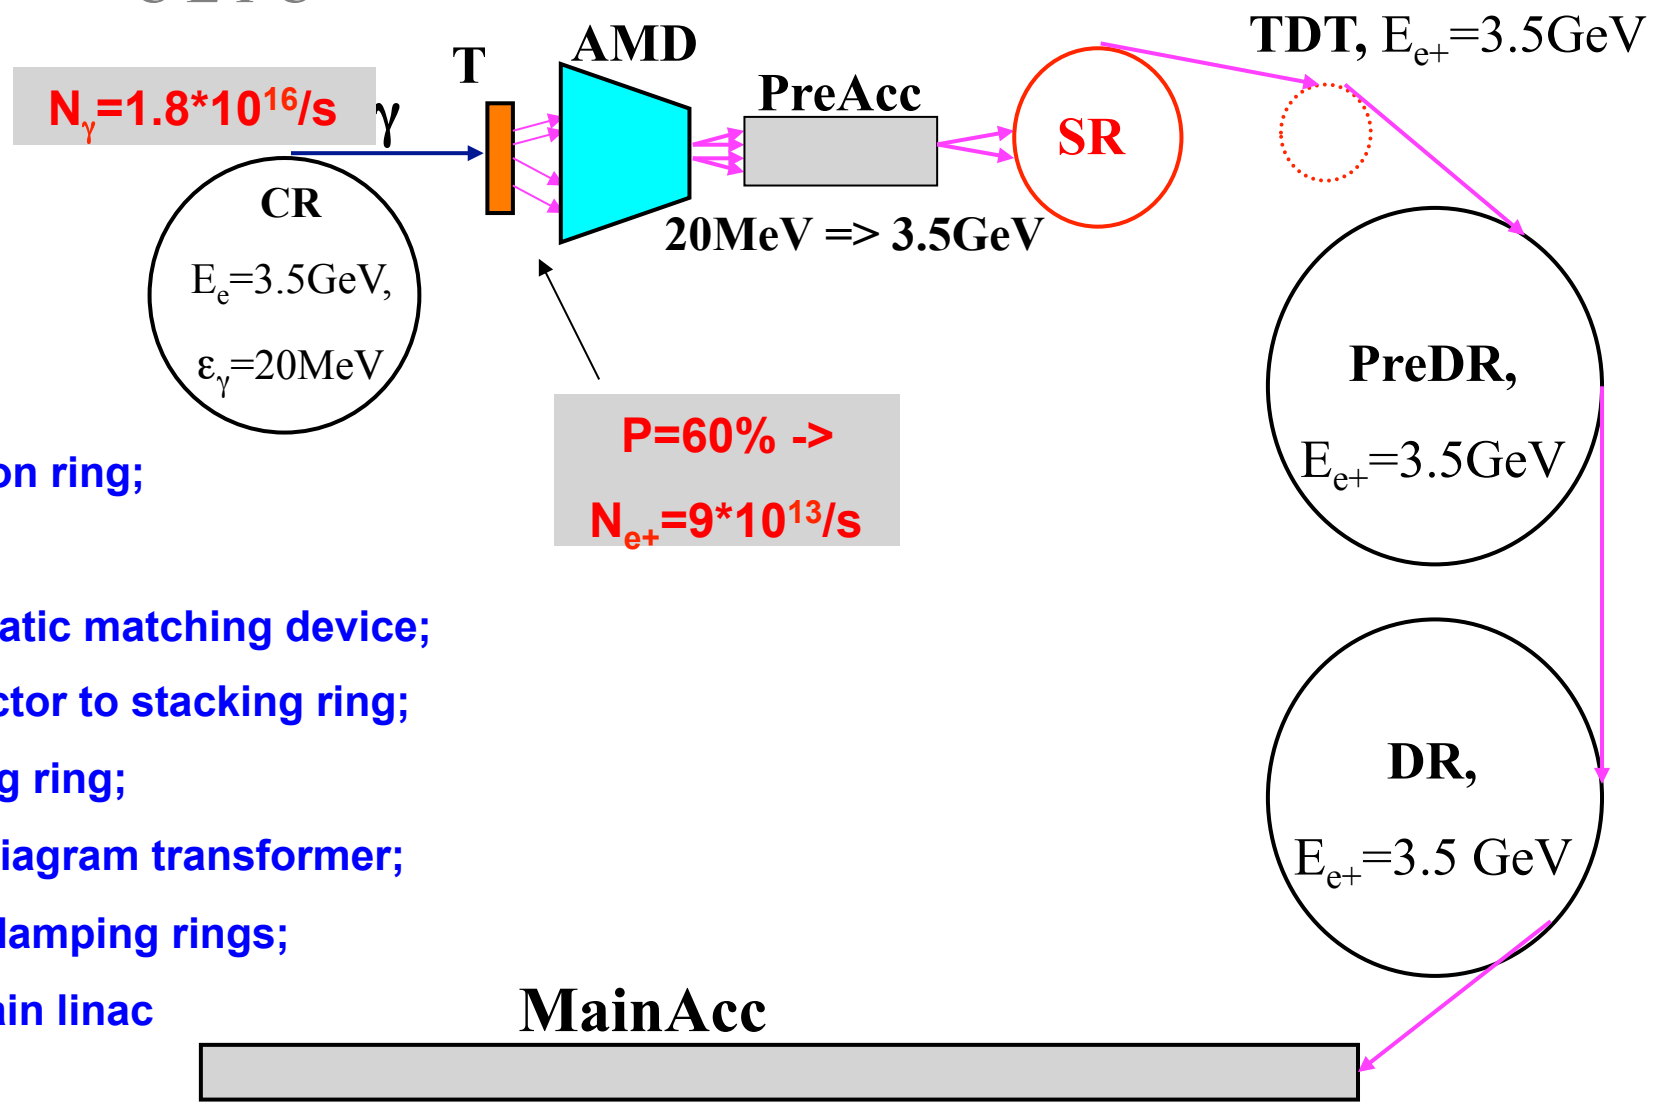 TDT, Ee+=3.5GeV
T
AMD
Nγ=1.8*10^16/s
γ
PreAcc
SR
CR
20MeV => 3.5GeV
Ee=3.5GeV,
εγ=20MeV
PreDR,
Ee+=3.5GeV
P=60% ->
Ne+=9*10^13/s
on ring;
atic matching device;
ctor to stacking ring;
g ring;
iagram transformer;
lamping rings;
ain linac
DR,
Ee+=3.5 GeV
MainAcc